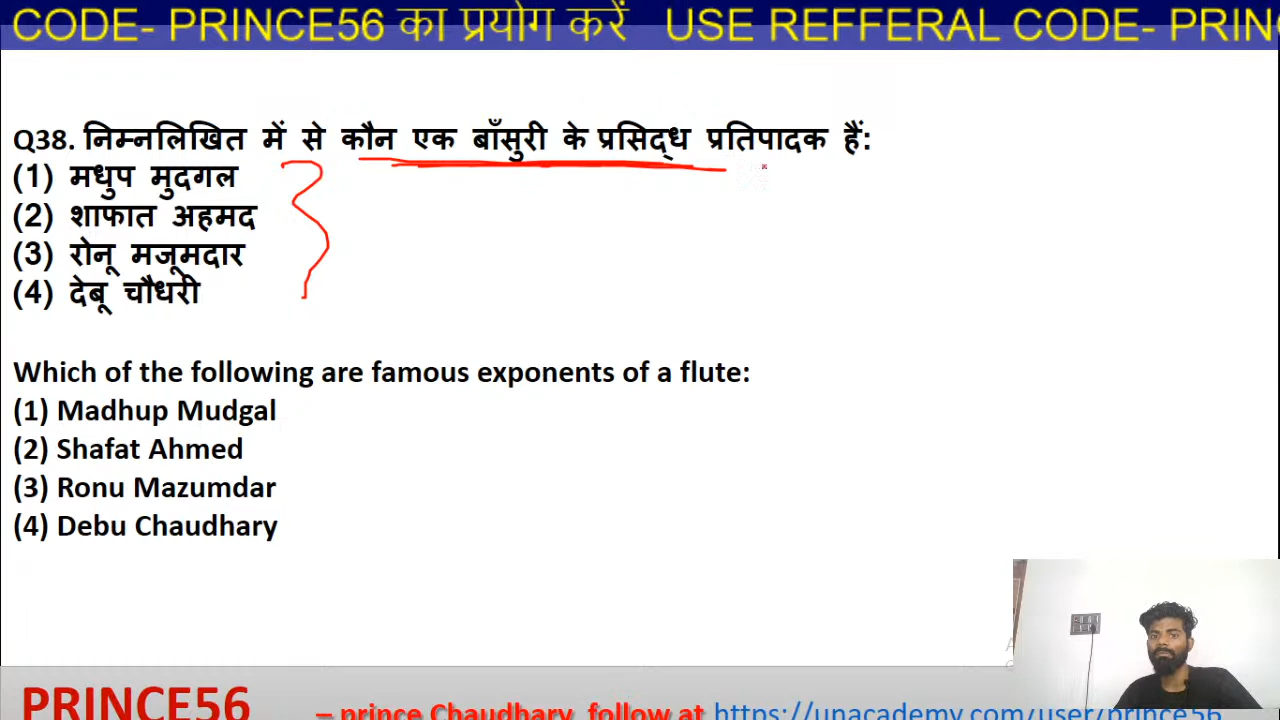 CODE- PRINCE56 का प्रयोग करें USE REFFERAL CODE- PRIN
Q38. निम्नलिखित में से कौन एक बाँसुरी के प्रसिद्ध प्रतिपादक हैं:
(1) मधुप मुदगल
(2) शाफात अहमद
(3) रोनू मजूमदार
(4) देबू चौधरी
Which of the following are famous exponents of a flute:
(1) Madhup Mudgal
(2) Shafat Ahmed
(3) Ronu Mazumdar
(4) Debu Chaudhary
PRINCE56 – prince Chaudhary follow at https://unacademy.com/user/prince56